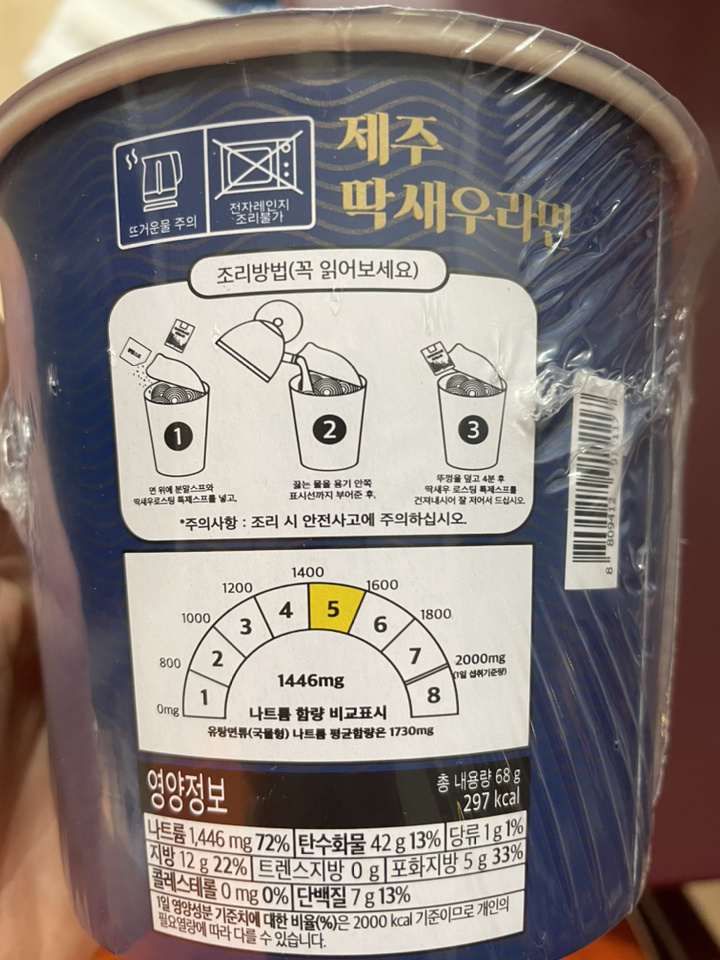 제주
딱새우라면
뜨거운물 주의
전자레인지
조리불가
조리방법(꼭 읽어보세요)
1
2
3
면 위에 분말스프와
딱새우로스팅 특제스프를 넣고,
끓는 물을 용기 안쪽
표시선까지 부어준 후,
뚜껑을 덮고 4분 후
딱새우 로스팅 특제스프를
건져내시어 잘 저어서 드십시오.
*주의사항 : 조리 시 안전사고에 주의하십시오.
0mg
800
1000
1200
1400
1600
1800
2000mg
(1일 섭취기준량)
1
2
3
4
5
6
7
8
1446mg
나트륨 함량 비교표시
유탕면류(국물형) 나트륨 평균함량은 1730mg
영양정보
총 내용량 68 g
297 kcal
나트륨 1,446 mg 72% 탄수화물 42 g 13% 당류 1 g 1%
지방 12 g 22% 트렌스지방 0 g 포화지방 5 g 33%
콜레스테롤 0 mg 0% 단백질 7 g 13%
1일 영양성분 기준치에 대한 비율(%)은 2000 kcal 기준이므로 개인의
필요열량에 따라 다를 수 있습니다.
8 809412